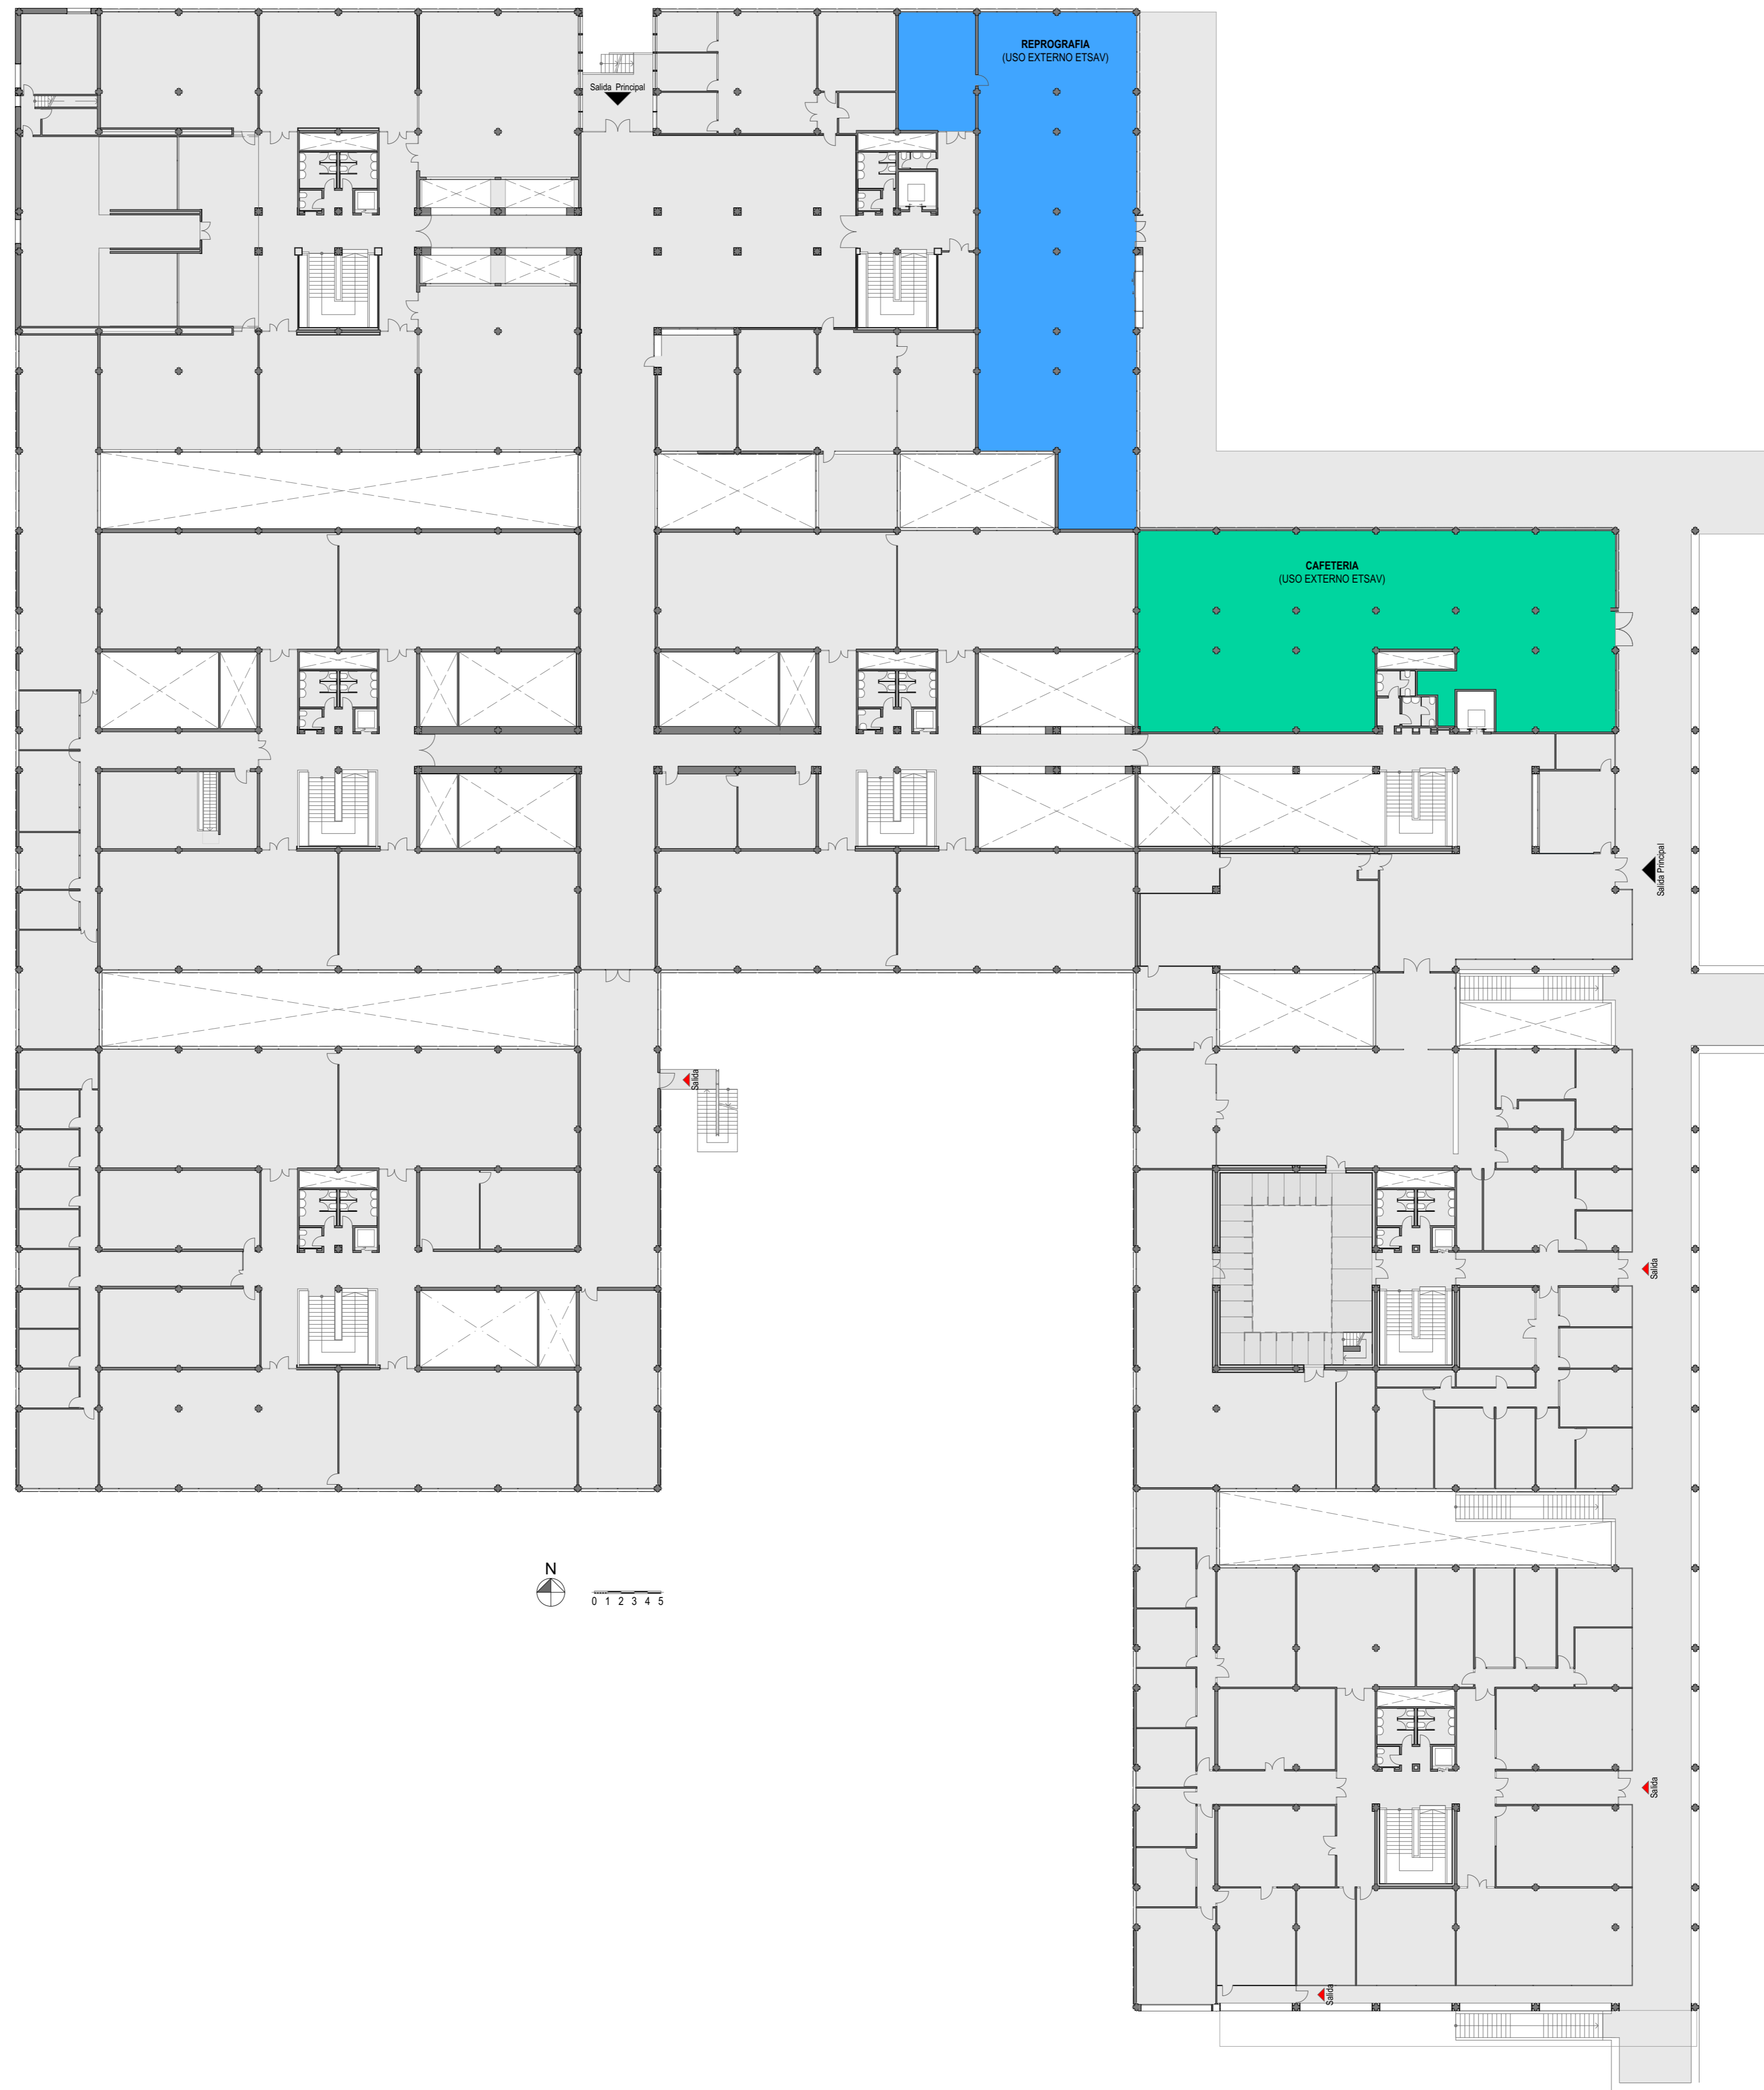 REPROGRAFIA
(USO EXTERNO ETSAV)
Salida Principal
CAFETERIA
(USO EXTERNO ETSAV)
Salida Principal
Salida
Salida
N
0 1 2 3 4 5
Salida
Salida